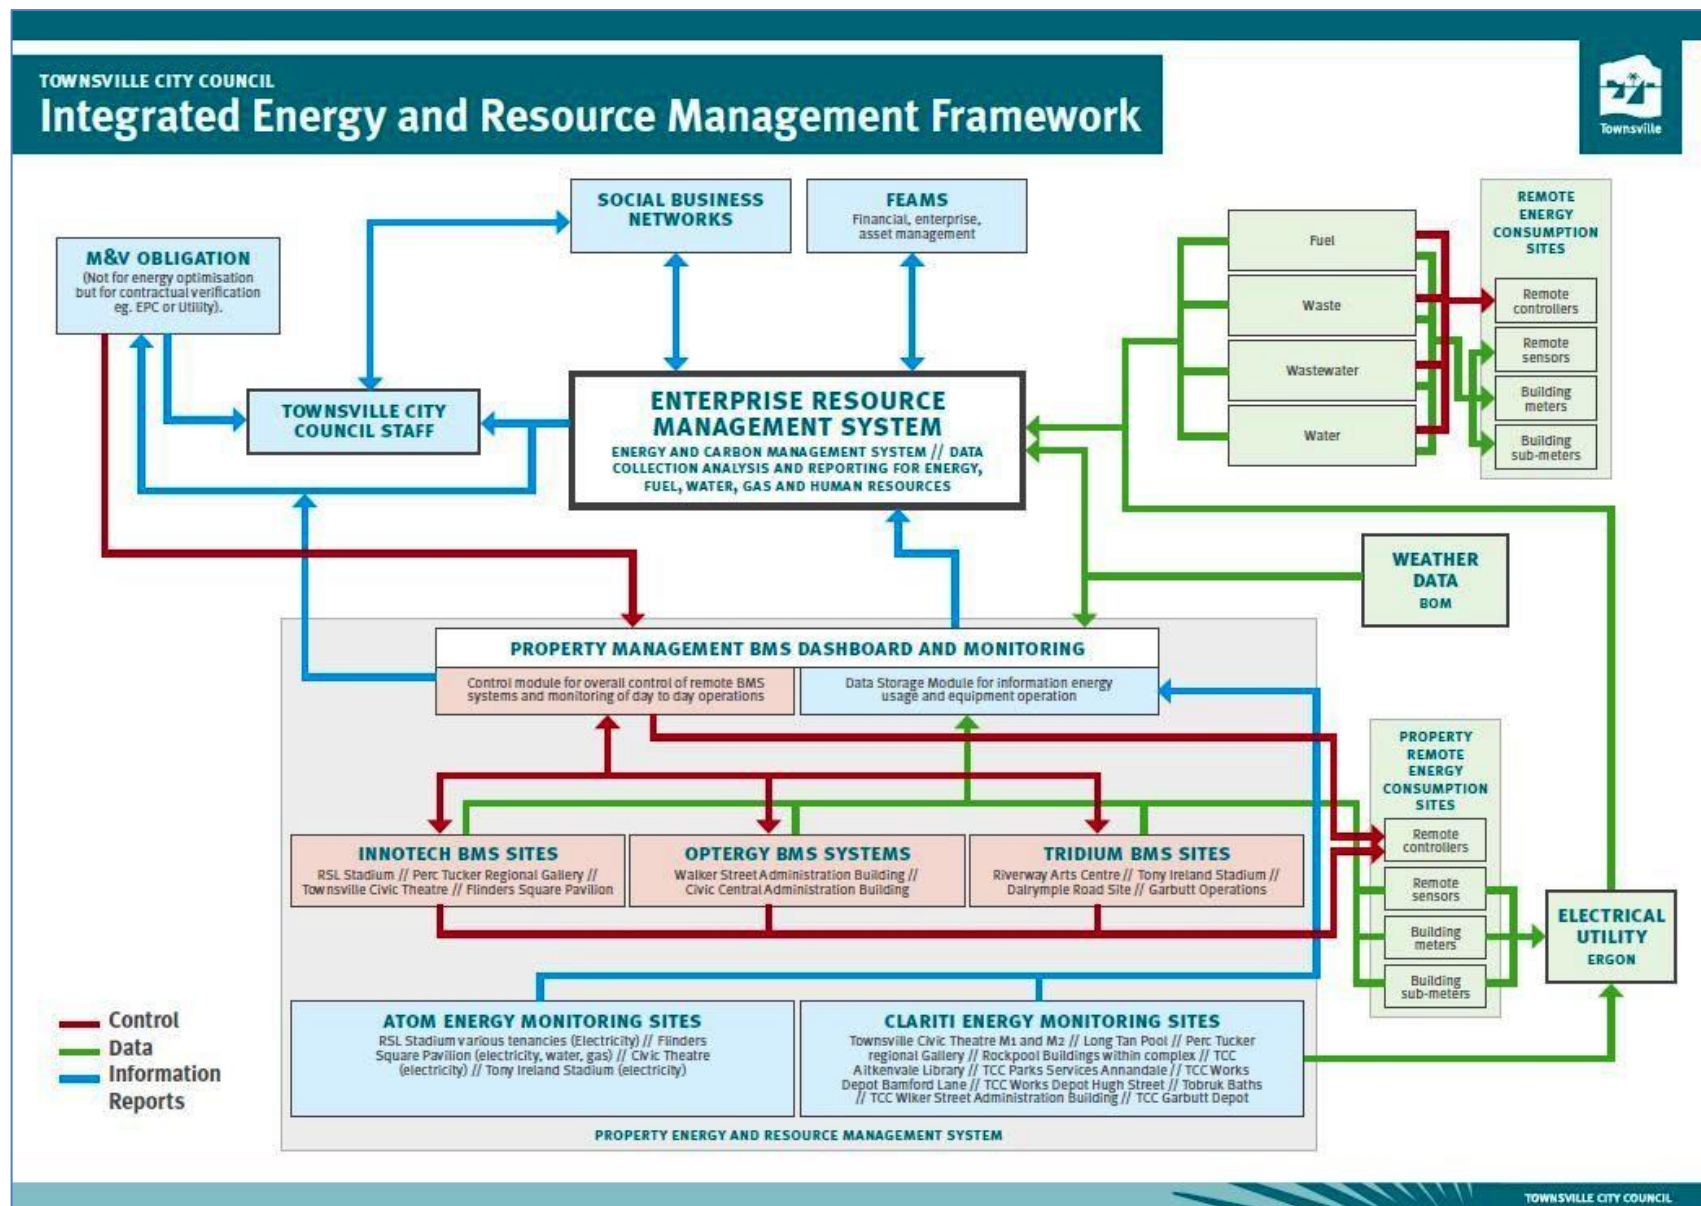 TOWNSVILLE CITY COUNCIL
Integrated Energy and Resource Management Framework
Townsville
SOCIAL BUSINESS
NETWORKS
FEAMS
Financial, enterprise,
asset management
M&V OBLIGATION
(Not for energy optimisation
but for contractual verification
eg. EPC or Utility).
TOWNSVILLE CITY
COUNCIL STAFF
ENTERPRISE RESOURCE
MANAGEMENT SYSTEM
ENERGY AND CARBON MANAGEMENT SYSTEM // DATA
COLLECTION ANALYSIS AND REPORTING FOR ENERGY,
FUEL, WATER, GAS AND HUMAN RESOURCES
Fuel
Waste
Wastewater
Water
REMOTE
ENERGY
CONSUMPTION
SITES
Remote
controllers
Remote
sensors
Building
meters
Building
sub-meters
WEATHER
DATA
BOM
PROPERTY MANAGEMENT BMS DASHBOARD AND MONITORING
Control module for overall control of remote BMS
systems and monitoring of day to day operations
Data Storage Module for information energy
usage and equipment operation
PROPERTY
REMOTE
ENERGY
CONSUMPTION
SITES
Remote
controllers
Remote
sensors
Building
meters
Building
sub-meters
ELECTRICAL
UTILITY
ERGON
INNOTECH BMS SITES
RSL Stadium // Perc Tucker Regional Gallery //
Townsville Civic Theatre // Flinders Square Pavilion
OPTERGY BMS SYSTEMS
Walker Street Administration Building //
Civic Central Administration Building
TRIDIUM BMS SITES
Riverway Arts Centre // Tony Ireland Stadium //
Dalrymple Road Site // Garbutt Operations
ATOM ENERGY MONITORING SITES
RSL Stadium various tenancies (Electricity) // Flinders
Square Pavilion (electricity, water, gas) // Civic Theatre
(electricity) // Tony Ireland Stadium (electricity)
CLARITI ENERGY MONITORING SITES
Townsville Civic Theatre M1 and M2 // Long Tan Pool // Perc Tucker
regional Gallery // Rockpool Buildings within complex // TCC
Aitkenvale Library // TCC Parks Services Annandale // TCC Works
Depot Bamford Lane // TCC Works Depot Hugh Street // Tobruk Baths
// TCC Wlker Street Administration Building // TCC Garbutt Depot
PROPERTY ENERGY AND RESOURCE MANAGEMENT SYSTEM
Control
Data
Information
Reports
TOWNSVILLE CITY COUNCIL